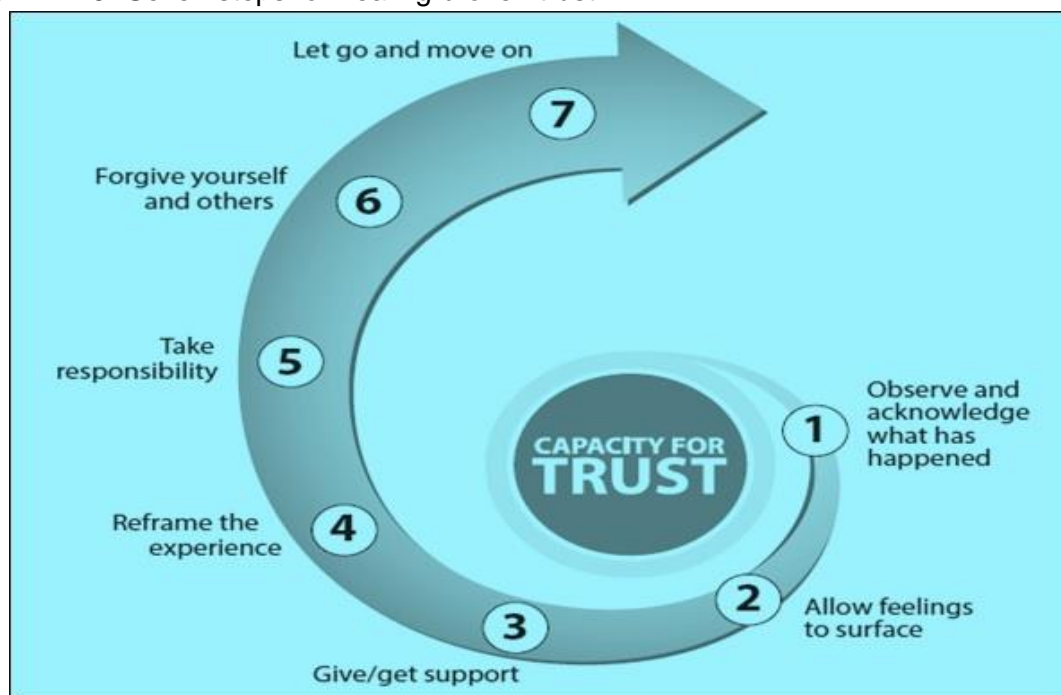 Let go and move on
7
Forgive yourself
and others
6
Take
responsibility
5
Reframe the
experience
4
Give/get support
3
Allow feelings
to surface
2
Observe and
acknowledge
what has
happened
1
CAPACITY FOR
TRUST